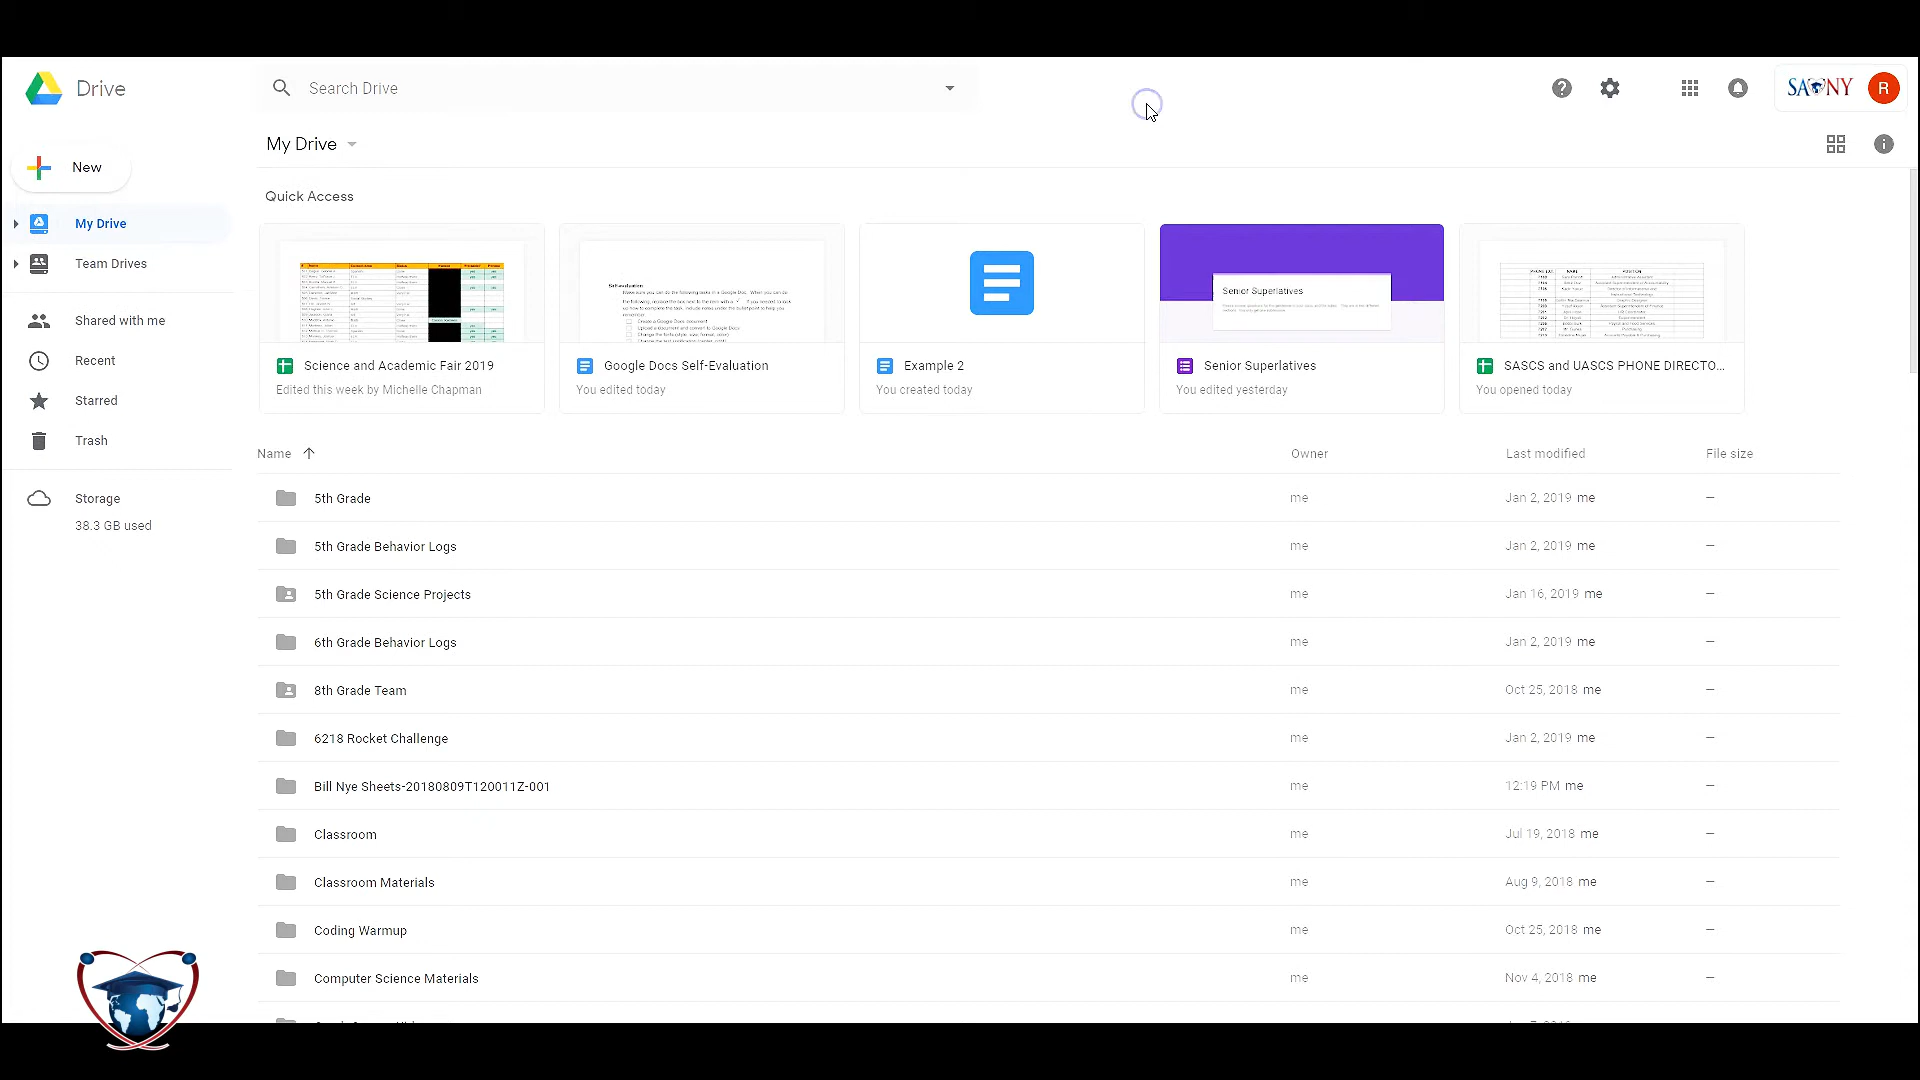 Drive
Search Drive
SA NY
R
My Drive
New
My Drive
Team Drives
Shared with me
Recent
Starred
Trash
Storage
38.3 GB used
Quick Access
Self-Evaluation
Senior Superlatives
PHONE EXT. NAME POSITION
Science and Academic Fair 2019
Edited this week by Michelle Chapman
Google Docs Self-Evaluation
You edited today
Example 2
You created today
Senior Superlatives
You edited yesterday
SASCS and UASCS PHONE DIRECTO...
You opened today
Name Owner Last modified File size
5th Grade me Jan 2, 2019 me –
5th Grade Behavior Logs me Jan 2, 2019 me –
5th Grade Science Projects me Jan 16, 2019 me –
6th Grade Behavior Logs me Jan 2, 2019 me –
8th Grade Team me Oct 25, 2018 me –
6218 Rocket Challenge me Jan 2, 2019 me –
Bill Nye Sheets-20180809T120011Z-001 me 12:19 PM me –
Classroom me Jul 19, 2018 me –
Classroom Materials me Aug 9, 2018 me –
Coding Warmup me Oct 25, 2018 me –
Computer Science Materials me Nov 4, 2018 me –